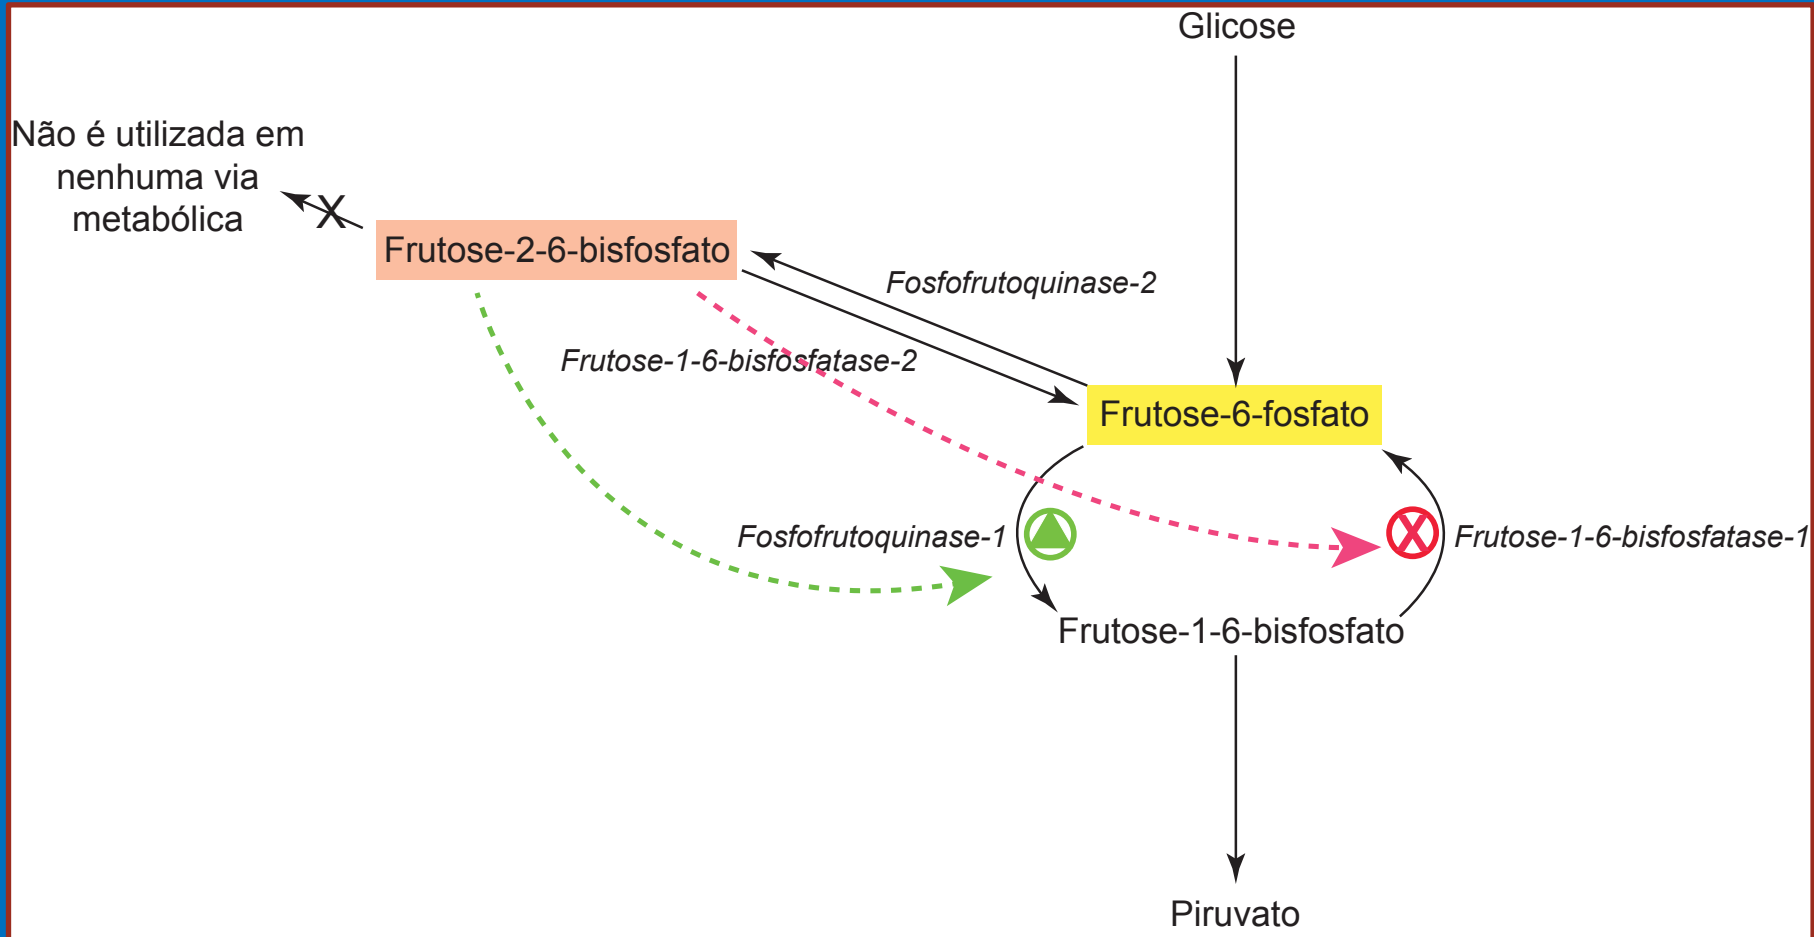 Glicose
Não é utilizada em
nenhuma via
metabólica
X
Frutose-2-6-bisfosfato
Fosfofrutoquinase-2
Frutose-1-6-bisfosfatase-2
Frutose-6-fosfato
Fosfofrutoquinase-1
X
Frutose-1-6-bisfosfatase-1
Frutose-1-6-bisfosfato
Piruvato